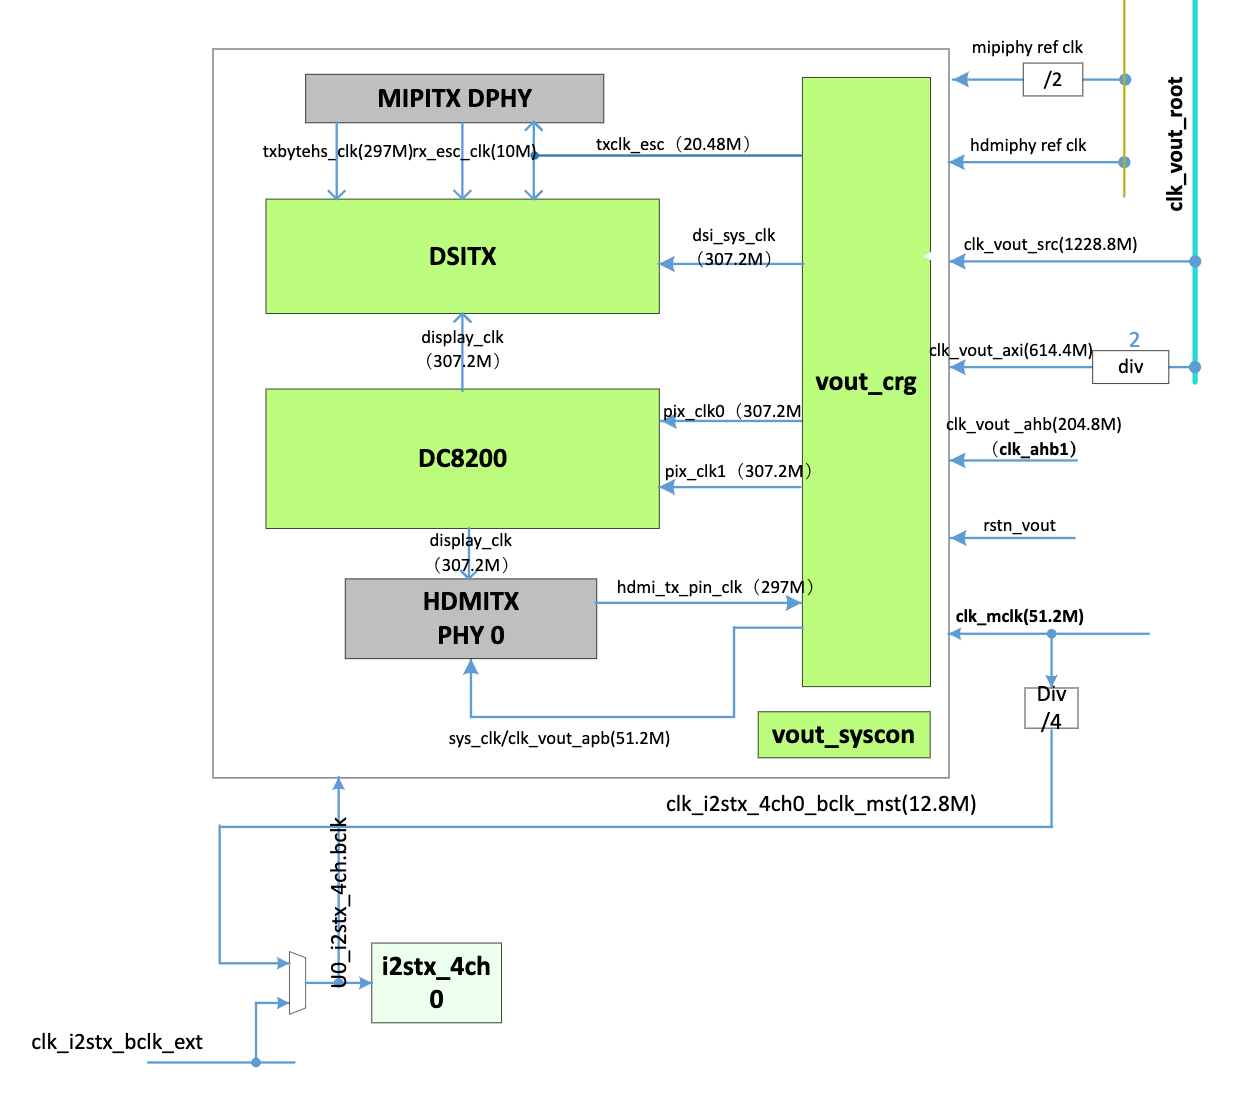 mipiphy ref clk
/2
clk_vout_root
MIPITX DPHY
hdmiphy ref clk
txbytehs_clk(297M)
rx_esc_clk(10M)
txclk_esc（20.48M）
DSITX
dsi_sys_clk
（307.2M）
clk_vout_src(1228.8M)
display_clk
（307.2M）
vout_crg
clk_vout_axi(614.4M)
2
div
DC8200
pix_clk0（307.2M
pix_clk1（307.2M）
clk_vout _ahb(204.8M)
（clk_ahb1）
rstn_vout
display_clk
（307.2M）
HDMITX
PHY 0
hdmi_tx_pin_clk（297M）
clk_mclk(51.2M)
Div
/4
sys_clk/clk_vout_apb(51.2M)
vout_syscon
clk_i2stx_4ch0_bclk_mst(12.8M)
U0_i2stx_4ch.bclk
i2stx_4ch
0
clk_i2stx_bclk_ext